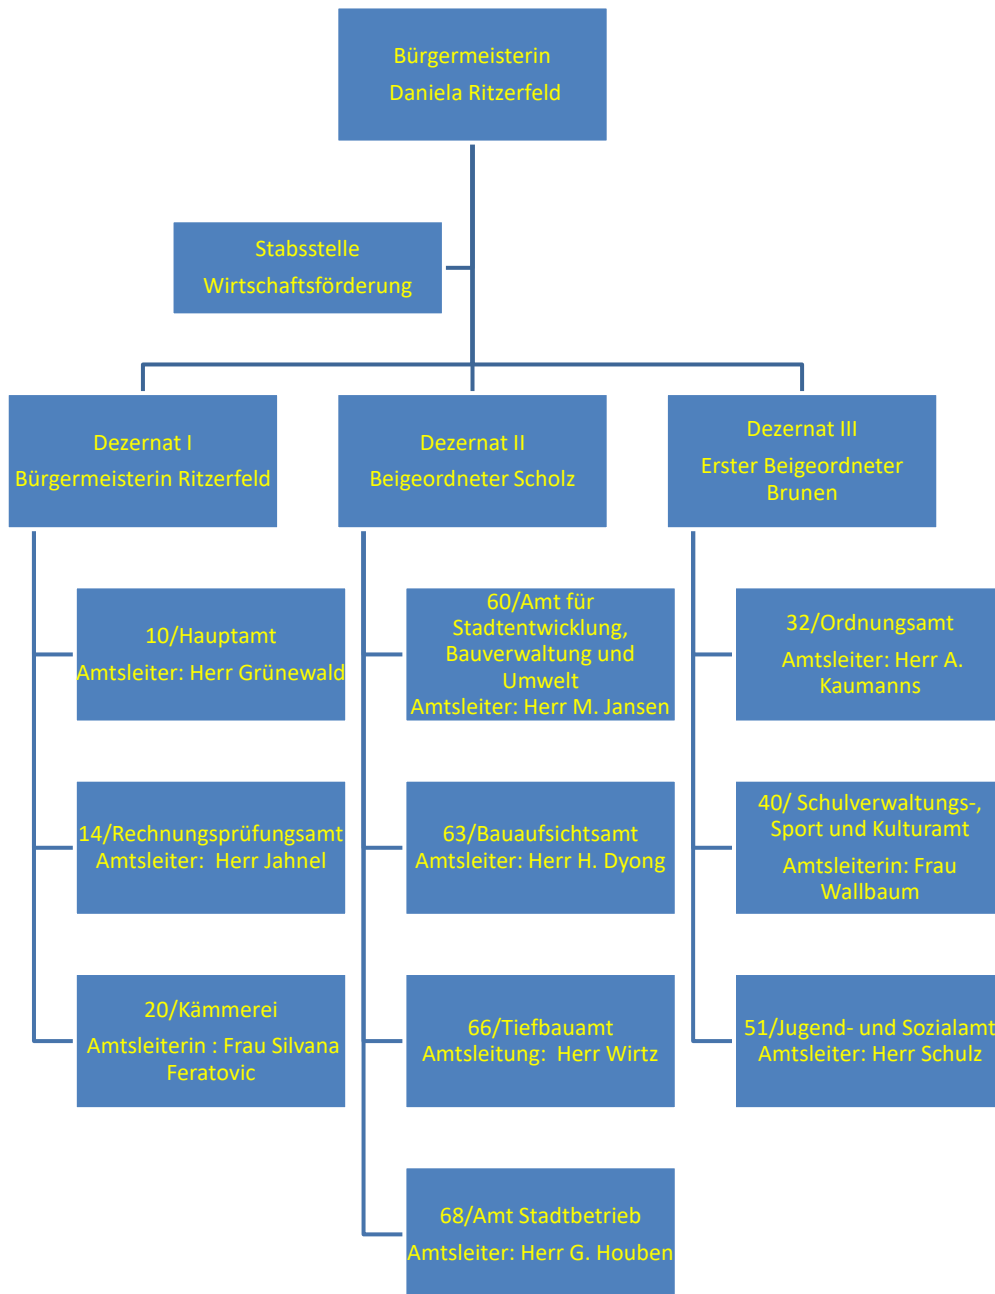 Bürgermeisterin
Daniela Ritzerfeld
Stabsstelle
Wirtschaftsförderung
Dezernat I
Bürgermeisterin Ritzerfeld
Dezernat II
Beigeordneter Scholz
Dezernat III
Erster Beigeordneter
Brunen
10/Hauptamt
Amtsleiter: Herr Grünewald
14/Rechnungsprüfungsamt
Amtsleiter:  Herr Jahnel
20/Kämmerei
Amtsleiterin : Frau Silvana
Feratovic
60/Amt für
Stadtentwicklung,
Bauverwaltung und
Umwelt
Amtsleiter: Herr M. Jansen
63/Bauaufsichtsamt
Amtsleiter: Herr H. Dyong
66/Tiefbauamt
Amtsleitung:  Herr Wirtz
68/Amt Stadtbetrieb
Amtsleiter: Herr G. Houben
32/Ordnungsamt
Amtsleiter: Herr A.
Kaumanns
40/ Schulverwaltungs-,
Sport und Kulturamt
Amtsleiterin: Frau
Wallbaum
51/Jugend- und Sozialamt
Amtsleiter: Herr Schulz